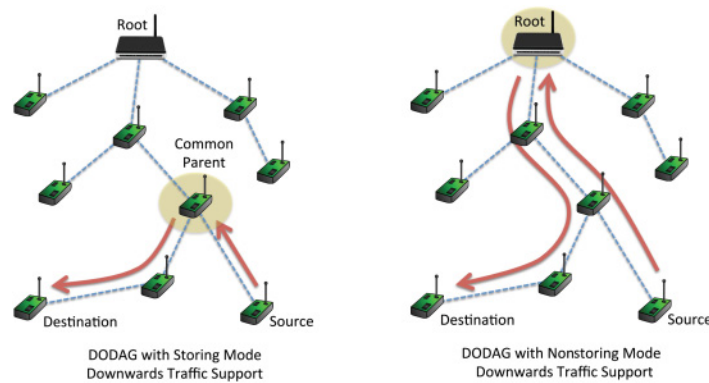 Root
Common
Parent
Destination
Source
DODAG with Storing Mode
Downwards Traffic Support
Root
Destination
Source
DODAG with Nonstoring Mode
Downwards Traffic Support